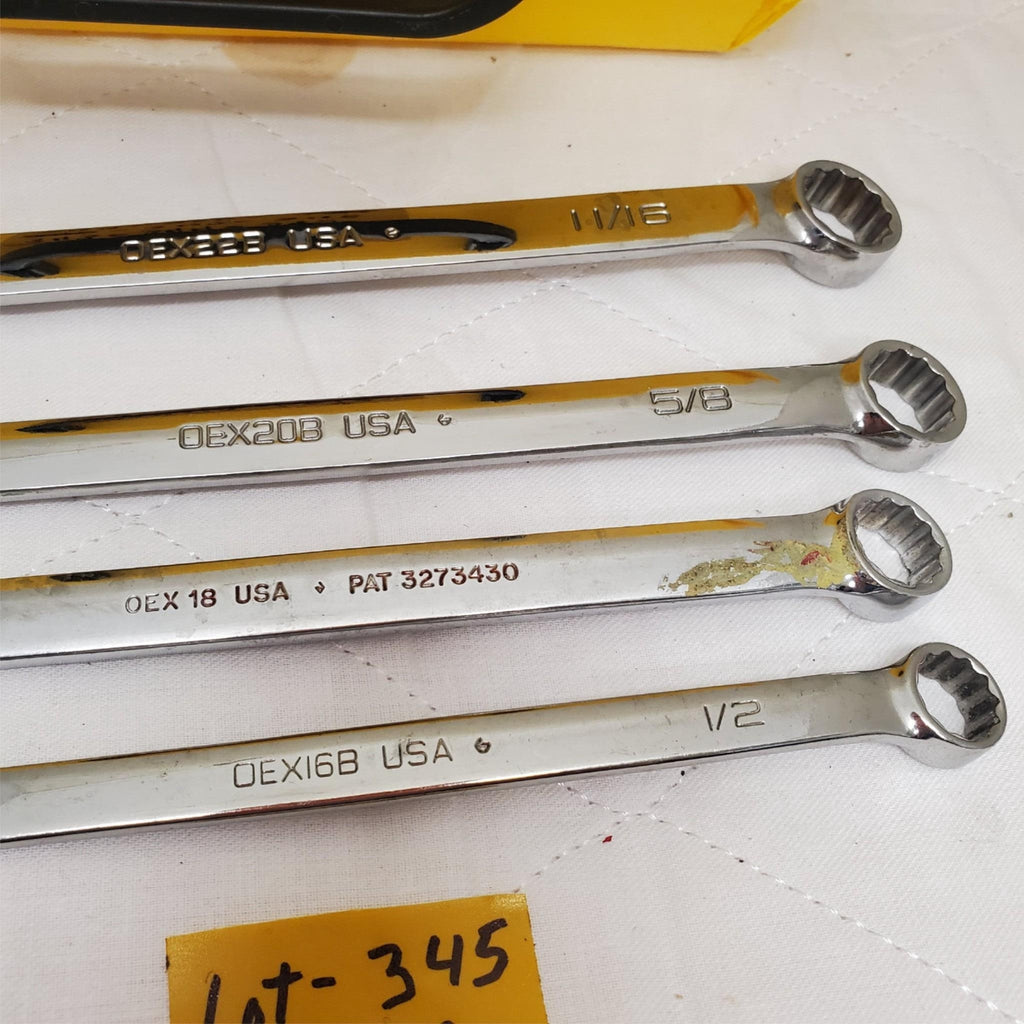 OEX22B USA 11/16
OEX20B USA 5/8
OEX 18 USA PAT 3273430
OEX16B USA 1/2
Lot- 345